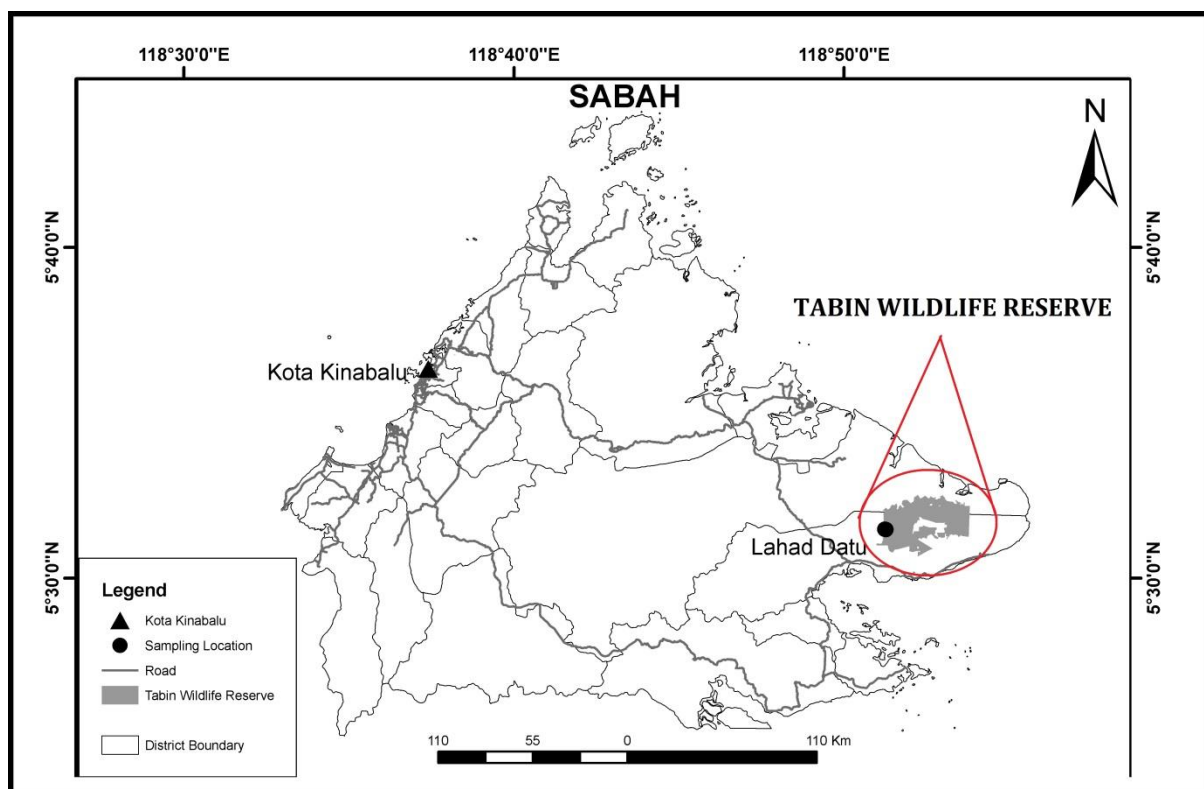 118°30'0"E
118°40'0"E
118°50'0"E
SABAH
N
5°40'0"N
5°40'0"N
TABIN WILDLIFE RESERVE
Kota Kinabalu
Lahad Datu
5°30'0"N
5°30'0"N
Legend
Kota Kinabalu
Sampling Location
Road
Tabin Wildlife Reserve
District Boundary
110 55 0 110 Km